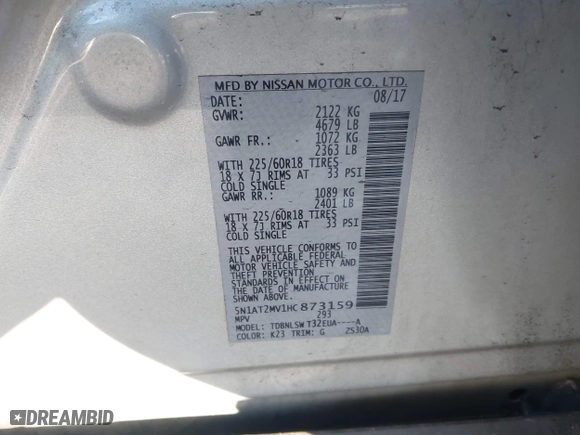 MFD BY NISSAN MOTOR CO., LTD.
DATE: 08/17
GVWR: 2122 KG
4679 LB
GAWR FR.: 1072 KG
2363 LB
WITH 225/60R18 TIRES
18 X 7J RIMS AT 33 PSI
COLD SINGLE
GAWR RR.: 1089 KG
2401 LB
WITH 225/60R18 TIRES
18 X 7J RIMS AT 33 PSI
COLD SINGLE
THIS VEHICLE CONFORMS TO
ALL APPLICABLE FEDERAL
MOTOR VEHICLE SAFETY AND
THEFT PREVENTION
STANDARDS IN EFFECT ON
THE DATE OF MANUFACTURE
SHOWN ABOVE.
5N1AT2MV1HC873159
MPV 293
MODEL: TDBNLSW T32EUA----A
COLOR: K23 TRIM: G 2S30A
DREAMBID